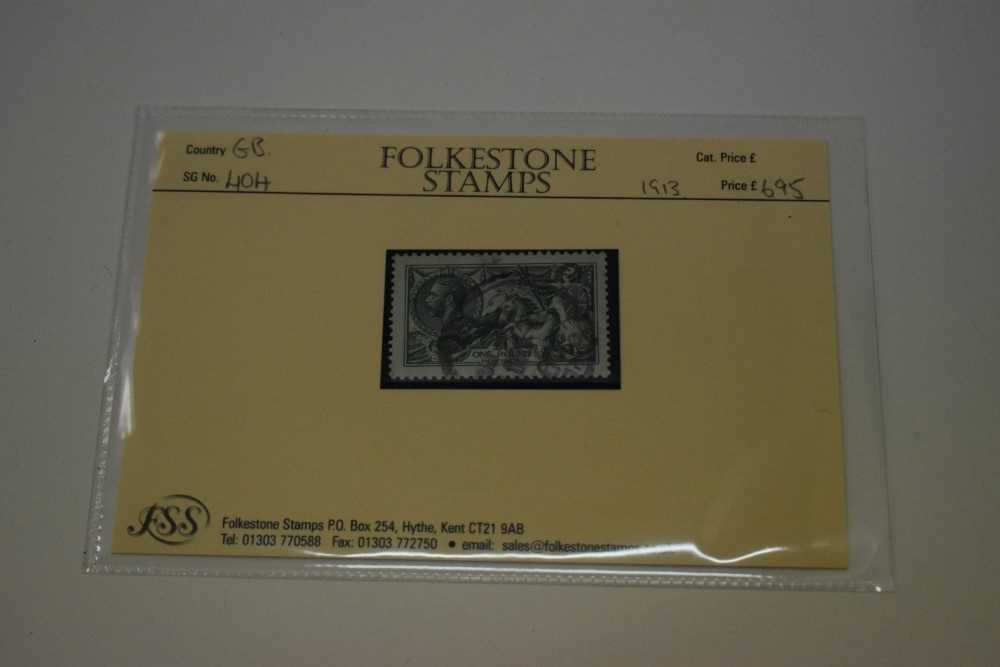 Country GB.
SG No. 404
FOLKESTONE
STAMPS
Cat. Price £
1913 Price £ 695
ONE POUND
FSS
Folkestone Stamps P.O. Box 254, Hythe, Kent CT21 9AB
Tel: 01303 770588 Fax: 01303 772750 • email: sales@folkestonestamps